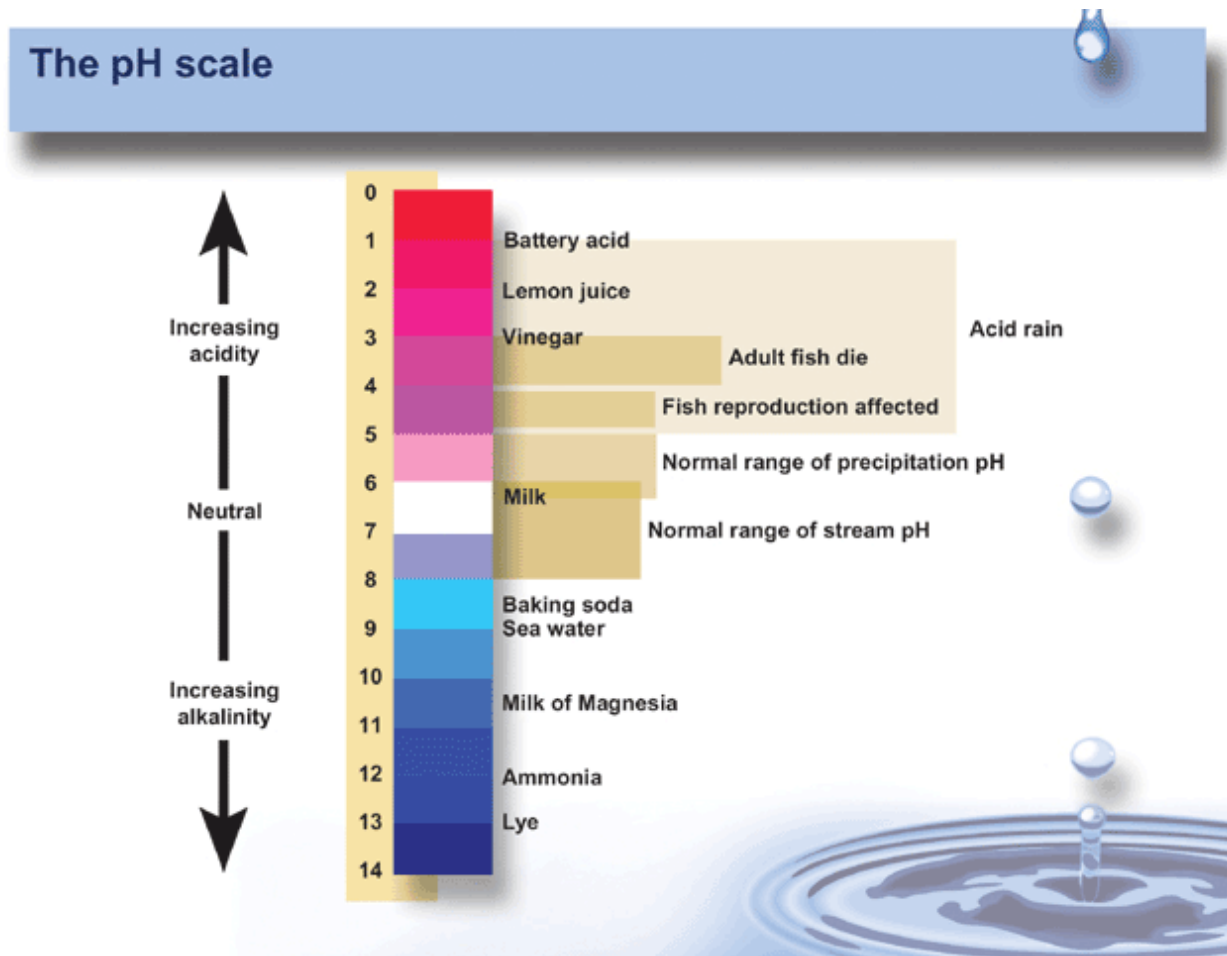 The pH scale
0
1
2
3
4
5
6
7
8
9
10
11
12
13
14
Increasing
acidity
Neutral
Increasing
alkalinity
Battery acid
Lemon juice
Vinegar
Adult fish die
Acid rain
Fish reproduction affected
Normal range of precipitation pH
Milk
Normal range of stream pH
Baking soda
Sea water
Milk of Magnesia
Ammonia
Lye